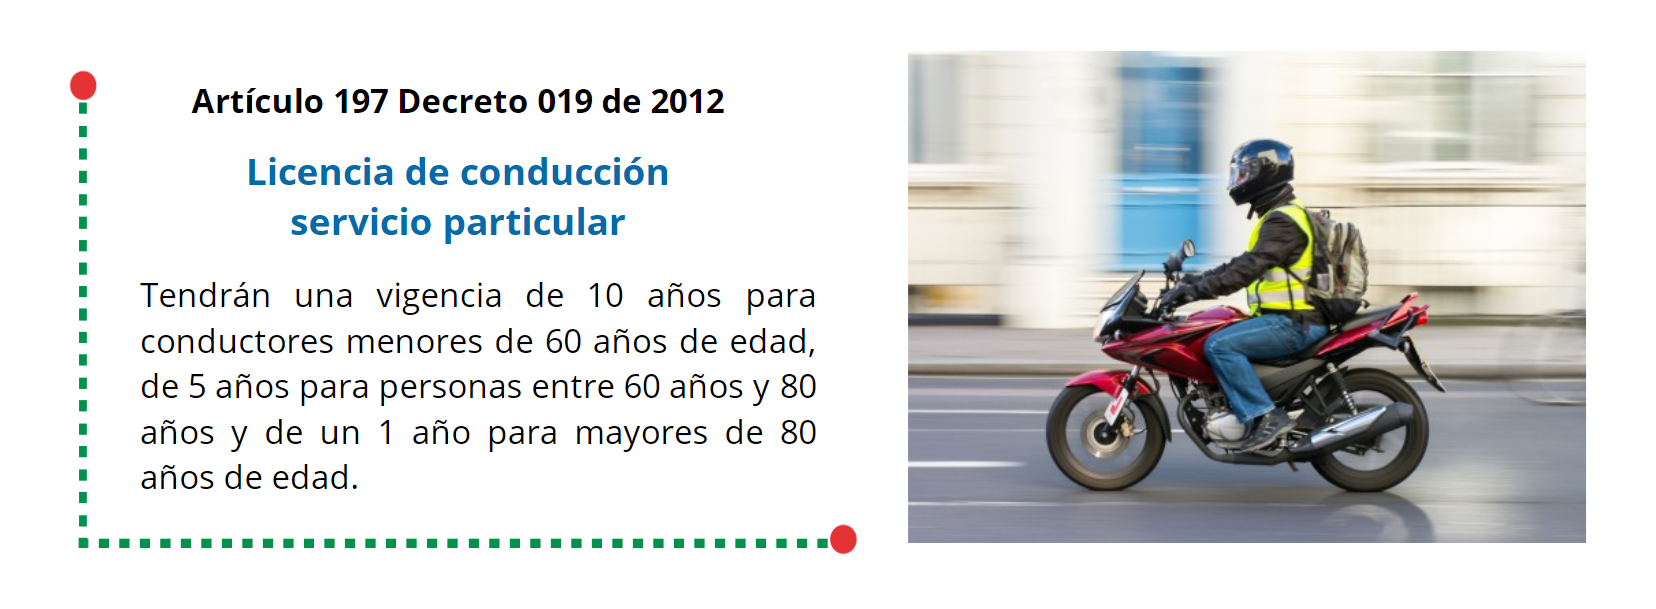 Artículo 197 Decreto 019 de 2012
Licencia de conducción
servicio particular
Tendrán una vigencia de 10 años para
conductores menores de 60 años de edad,
de 5 años para personas entre 60 años y 80
años y de un 1 año para mayores de 80
años de edad.